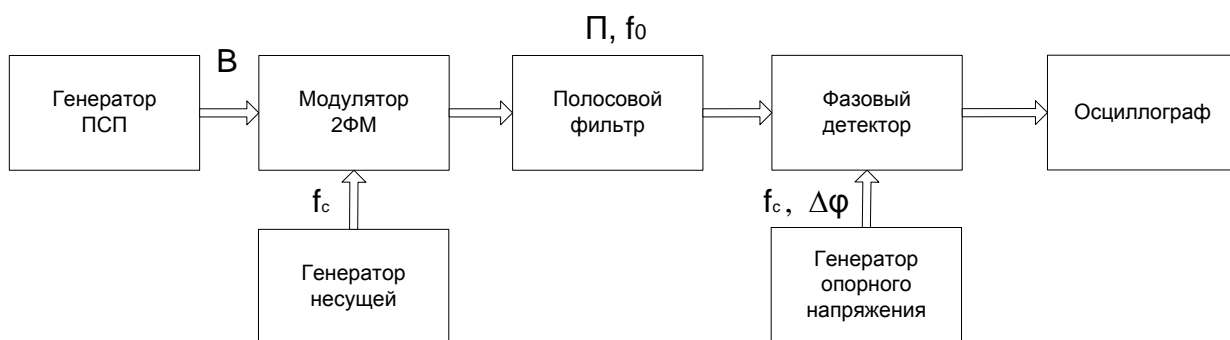 П, f0
В
Генератор
ПСП
Модулятор
2ФМ
Полосовой
фильтр
Фазовый
детектор
Осциллограф
fc
fc, Δφ
Генератор
несущей
Генератор
опорного
напряжения